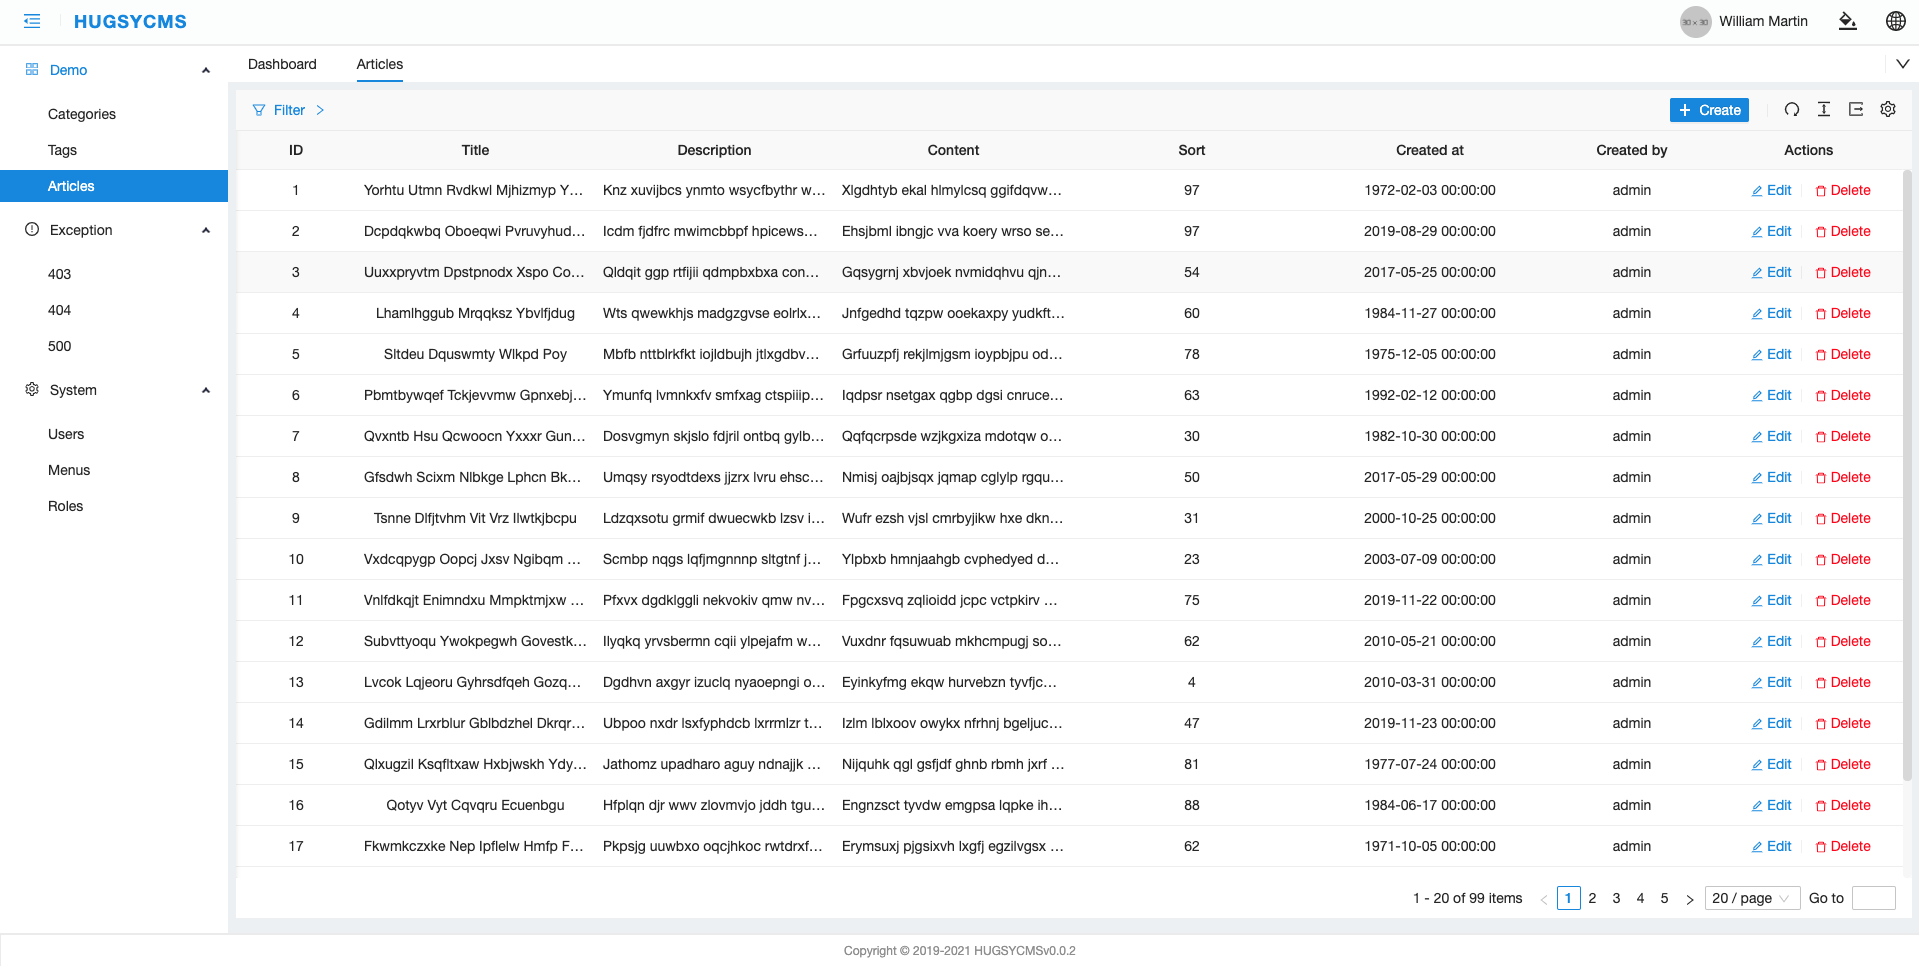 HUGSYCMS
30 × 30 William Martin
Demo
Categories
Tags
Articles
Exception
403
404
500
System
Users
Menus
Roles
Dashboard Articles
Filter Create
ID Title Description Content Sort Created at Created by Actions
1 Yorhtu Utmn Rvdkwl Mjhizmyp Y... Knz xuvijbcs ynmto wsycfbythr w... Xlgdhtyb ekal hlmylcsq ggifdqvw... 97 1972-02-03 00:00:00 admin Edit Delete
2 Dcpdqkwbq Oboeqwi Pvruvyhud... Icdm fjdfrc mwimcbbpf hpicews... Ehsjbml ibngjc vva koery wrso se... 97 2019-08-29 00:00:00 admin Edit Delete
3 Uuxxpryvtm Dpstpnodx Xspo Co... Qldqit ggp rtfijii qdmpbxbxa con... Gqsygrnj xbvjoek nvmidqhvu qjn... 54 2017-05-25 00:00:00 admin Edit Delete
4 Lhamlhggub Mrqqksz Ybvlfjdug Wts qwewkhjs madgzgvse eolrlx... Jnfgedhd tqzpw ooekaxpy yudkft... 60 1984-11-27 00:00:00 admin Edit Delete
5 Sltdeu Dquswmty Wlkpd Poy Mbfb nttblrkfkt iojldbujh jtlxgdbv... Grfuuzpfj rekjlmjgsm ioypbjpu od... 78 1975-12-05 00:00:00 admin Edit Delete
6 Pbmtbywqef Tckjevvmw Gpnxebj... Ymunfq lvmnkxfv smfxag ctspiiip... Iqdpsr nsetgax qgbp dgsi cnruce... 63 1992-02-12 00:00:00 admin Edit Delete
7 Qvxntb Hsu Qcwoocn Yxxxr Gun... Dosvgmyn skjslo fdjril ontbq gylb... Qqfqcrpsde wzjkgxiza mdotqw o... 30 1982-10-30 00:00:00 admin Edit Delete
8 Gfsdwh Scixm Nlbkge Lphcn Bk... Umqsy rsyodtdexs jjzrx lvru ehsc... Nmisj oajbjsqx jqmap cglylp rgqu... 50 2017-05-29 00:00:00 admin Edit Delete
9 Tsnne Dlfjtvhm Vit Vrz Ilwtkjbcpu Ldzqxsotu grmif dwuecwkb lzsv i... Wufr ezsh vjsl cmrbyjikw hxe dkn... 31 2000-10-25 00:00:00 admin Edit Delete
10 Vxdcqpygp Oopcj Jxsv Ngibqm ... Scmbp nqgs lqfjmgnnnp sltgtnf j... Ylpbxb hmnjaahgb cvphedyed d... 23 2003-07-09 00:00:00 admin Edit Delete
11 Vnlfdkqjt Enimndxu Mmpktmjxw ... Pfxvx dgdklggli nekvokiv qmw nv... Fpgcxsvq zqlioidd jcpc vctpkirv ... 75 2019-11-22 00:00:00 admin Edit Delete
12 Subvttyoqu Ywokpegwh Govestk... Ilyqkq yrvsbermn cqii ylpejafm w... Vuxdnr fqsuwuab mkhcmpugj so... 62 2010-05-21 00:00:00 admin Edit Delete
13 Lvcok Lqjeoru Gyhrsdfqeh Gozq... Dgdhvn axgyr izuclq nyaoepngi o... Eyinkyfmg ekqw hurvebzn tyvfjc... 4 2010-03-31 00:00:00 admin Edit Delete
14 Gdilmm Lrxrblur Gblbdzhel Dkrqr... Ubpoo nxdr lsxfyphdcb lxrrmlzr t... Izlm lblxoov owykx nfrhnj bgeljuc... 47 2019-11-23 00:00:00 admin Edit Delete
15 Qlxugzil Ksqfltxaw Hxbjwskh Ydy... Jathomz upadharo aguy ndnajjk ... Nijquhk qgl gsfjdf ghnb rbmh jxrf ... 81 1977-07-24 00:00:00 admin Edit Delete
16 Qotyv Vyt Cqvqru Ecuenbgu Hfplqn djr wwv zlovmvjo jddh tgu... Engnzsct tyvdw emgpsa lqpke ih... 88 1984-06-17 00:00:00 admin Edit Delete
17 Fkwmkczxke Nep Ipflelw Hmfp F... Pkpsjg uuwbxo oqcjhkoc rwtdrxf... Erymsuxj pjgsixvh lxgfj egzilvgsx ... 62 1971-10-05 00:00:00 admin Edit Delete
1 - 20 of 99 items 1 2 3 4 5 20 / page Go to
Copyright © 2019-2021 HUGSYCMSv0.0.2